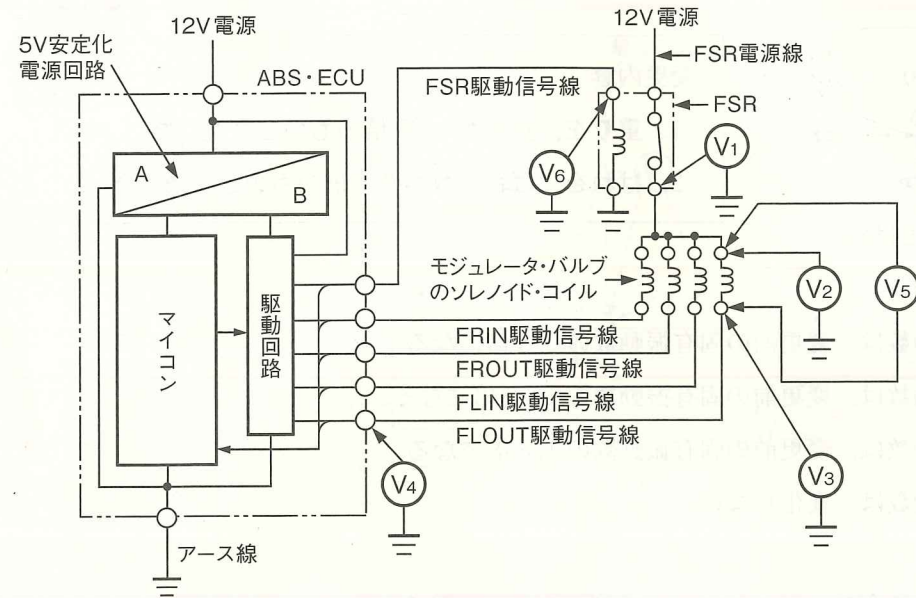 12V電源
12V電源
5V安定化
電源回路
FSR電源線
ABS・ECU
FSR駆動信号線
FSR
A
B
V6
V1
モジュレータ・バルブ
のソレノイド・コイル
V2
V5
マイコン
駆動回路
FRIN駆動信号線
FROUT駆動信号線
FLIN駆動信号線
FLOUT駆動信号線
V4
V3
アース線